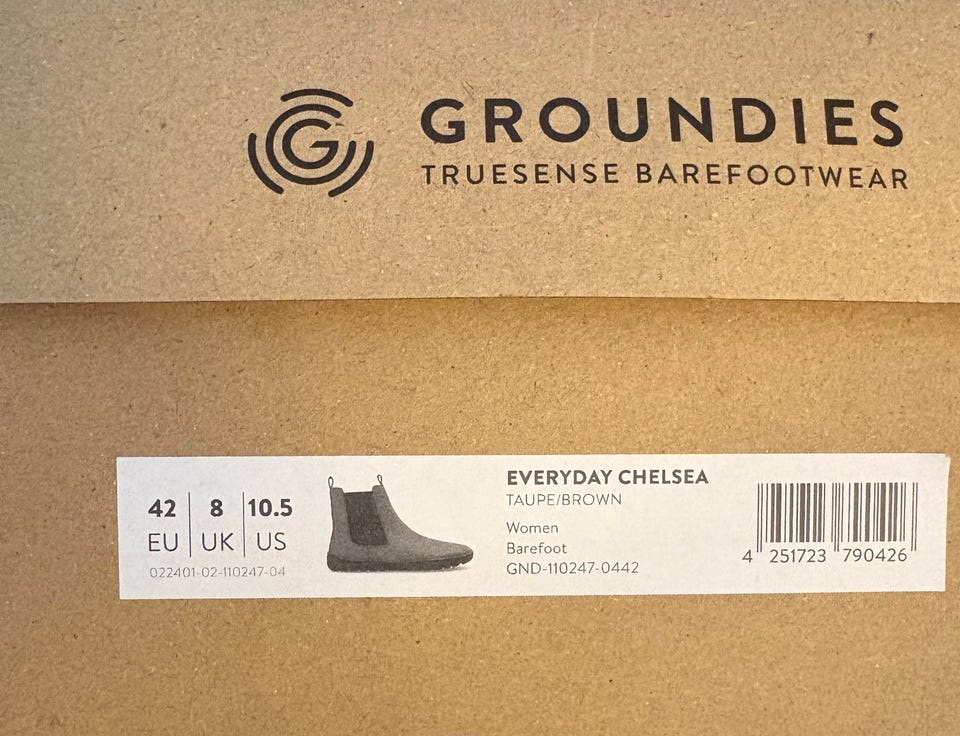 G GROUNDIES
TRUESENSE BAREFOOTWEAR
42 8 10.5
EU UK US
022401-02-110247-04
EVERYDAY CHELSEA
TAUPE/BROWN
Women
Barefoot
GND-110247-0442
4 251723 790426